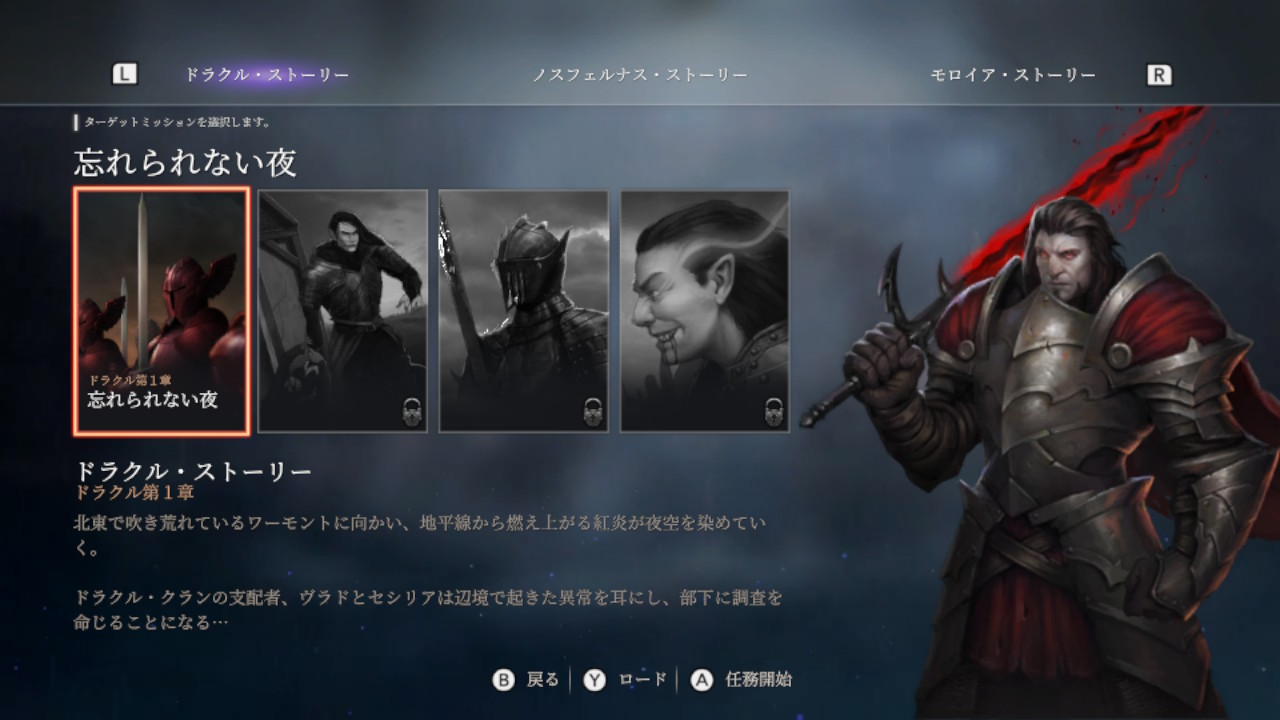 L ドラクル・ストーリー ノスフェルナス・ストーリー モロイア・ストーリー R
ターゲットミッションを選択します。
忘れられない夜
ドラクル第1章
忘れられない夜
ドラクル・ストーリー
ドラクル第1章
北東で吹き荒れているワーモントに向かい、地平線から燃え上がる紅炎が夜空を染めてい
く。
ドラクル・クランの支配者、ヴラドとセシリアは辺境で起きた異常を耳にし、部下に調査を
命じることになる…
B 戻る Y ロード A 任務開始